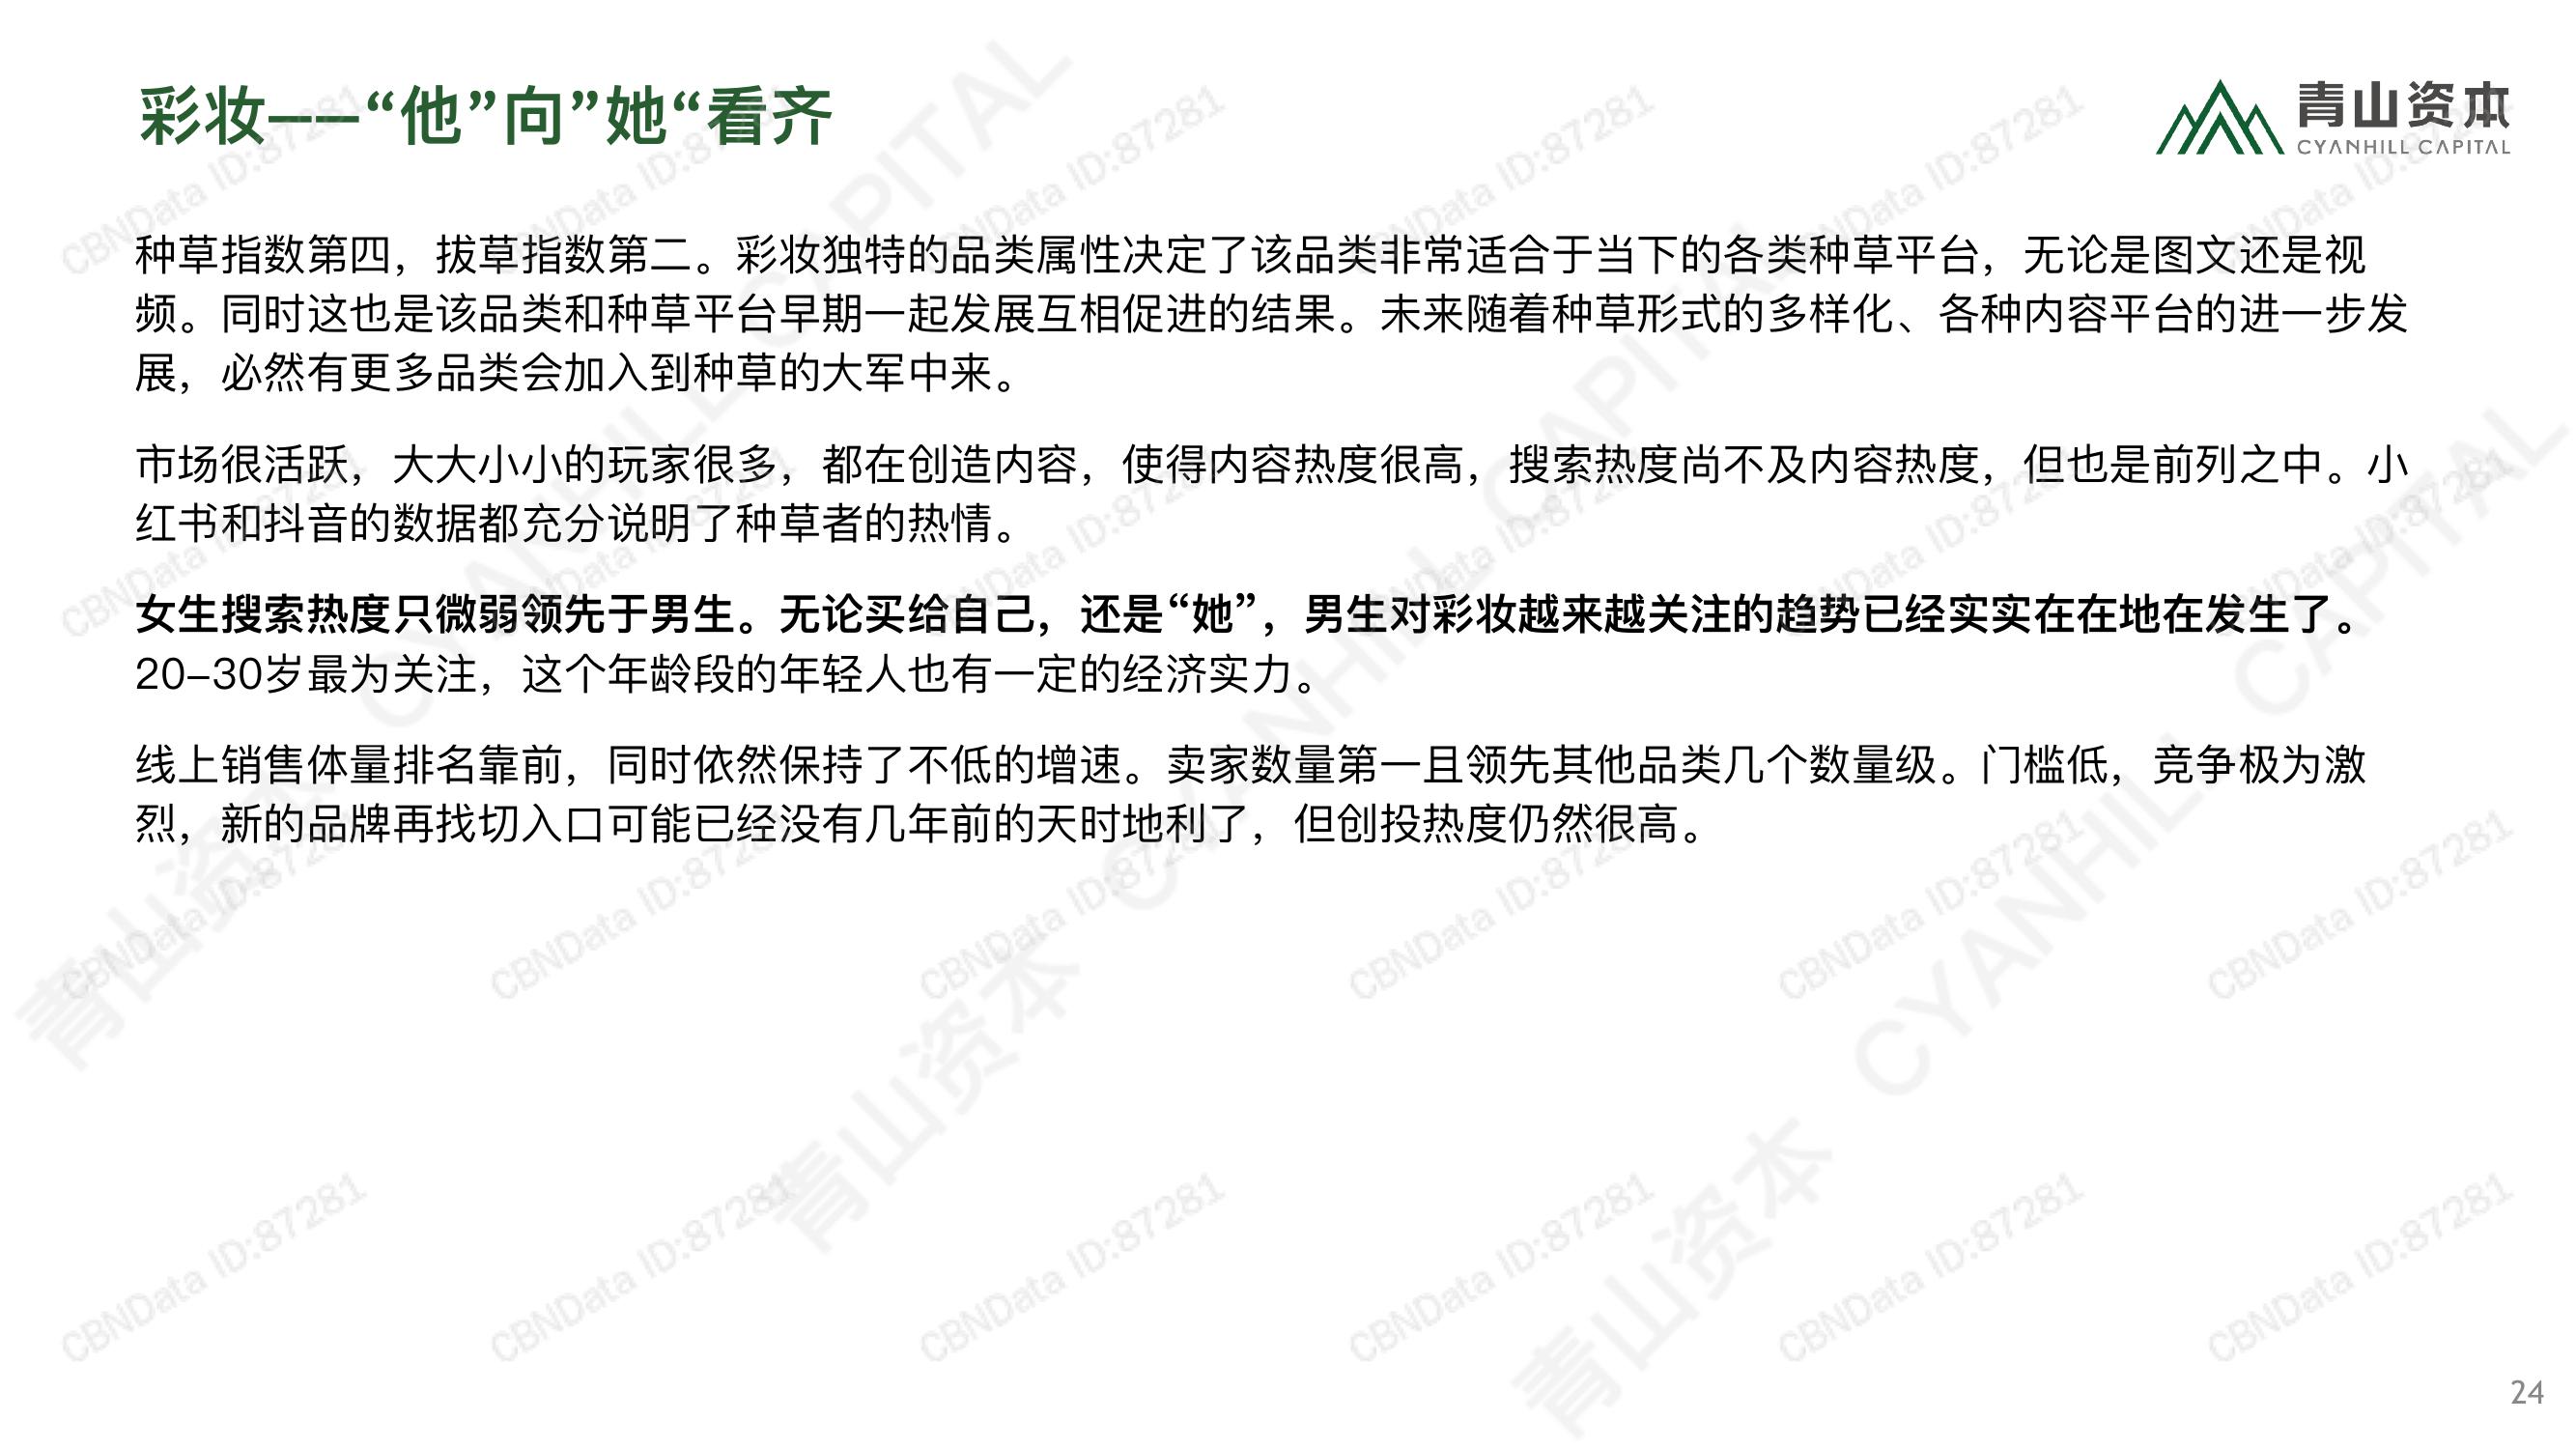 彩妆——“他”向”她“看齐
青山资本
CYANHILL CAPITAL
种草指数第四，拔草指数第二。彩妆独特的品类属性决定了该品类非常适合于当下的各类种草平台，无论是图文还是视
频。同时这也是该品类和种草平台早期一起发展互相促进的结果。未来随着种草形式的多样化、各种内容平台的进一步发
展，必然有更多品类会加入到种草的大军中来。
市场很活跃，大大小小的玩家很多，都在创造内容，使得内容热度很高，搜索热度尚不及内容热度，但也是前列之中。小
红书和抖音的数据都充分说明了种草者的热情。
女生搜索热度只微弱领先于男生。无论买给自己，还是“她”，男生对彩妆越来越关注的趋势已经实实在在地在发生了。
20–30岁最为关注，这个年龄段的年轻人也有一定的经济实力。
线上销售体量排名靠前，同时依然保持了不低的增速。卖家数量第一且领先其他品类几个数量级。门槛低，竞争极为激
烈，新的品牌再找切入口可能已经没有几年前的天时地利了，但创投热度仍然很高。
CBNData ID:87281
青山资本 CYANHILL CAPITAL
24